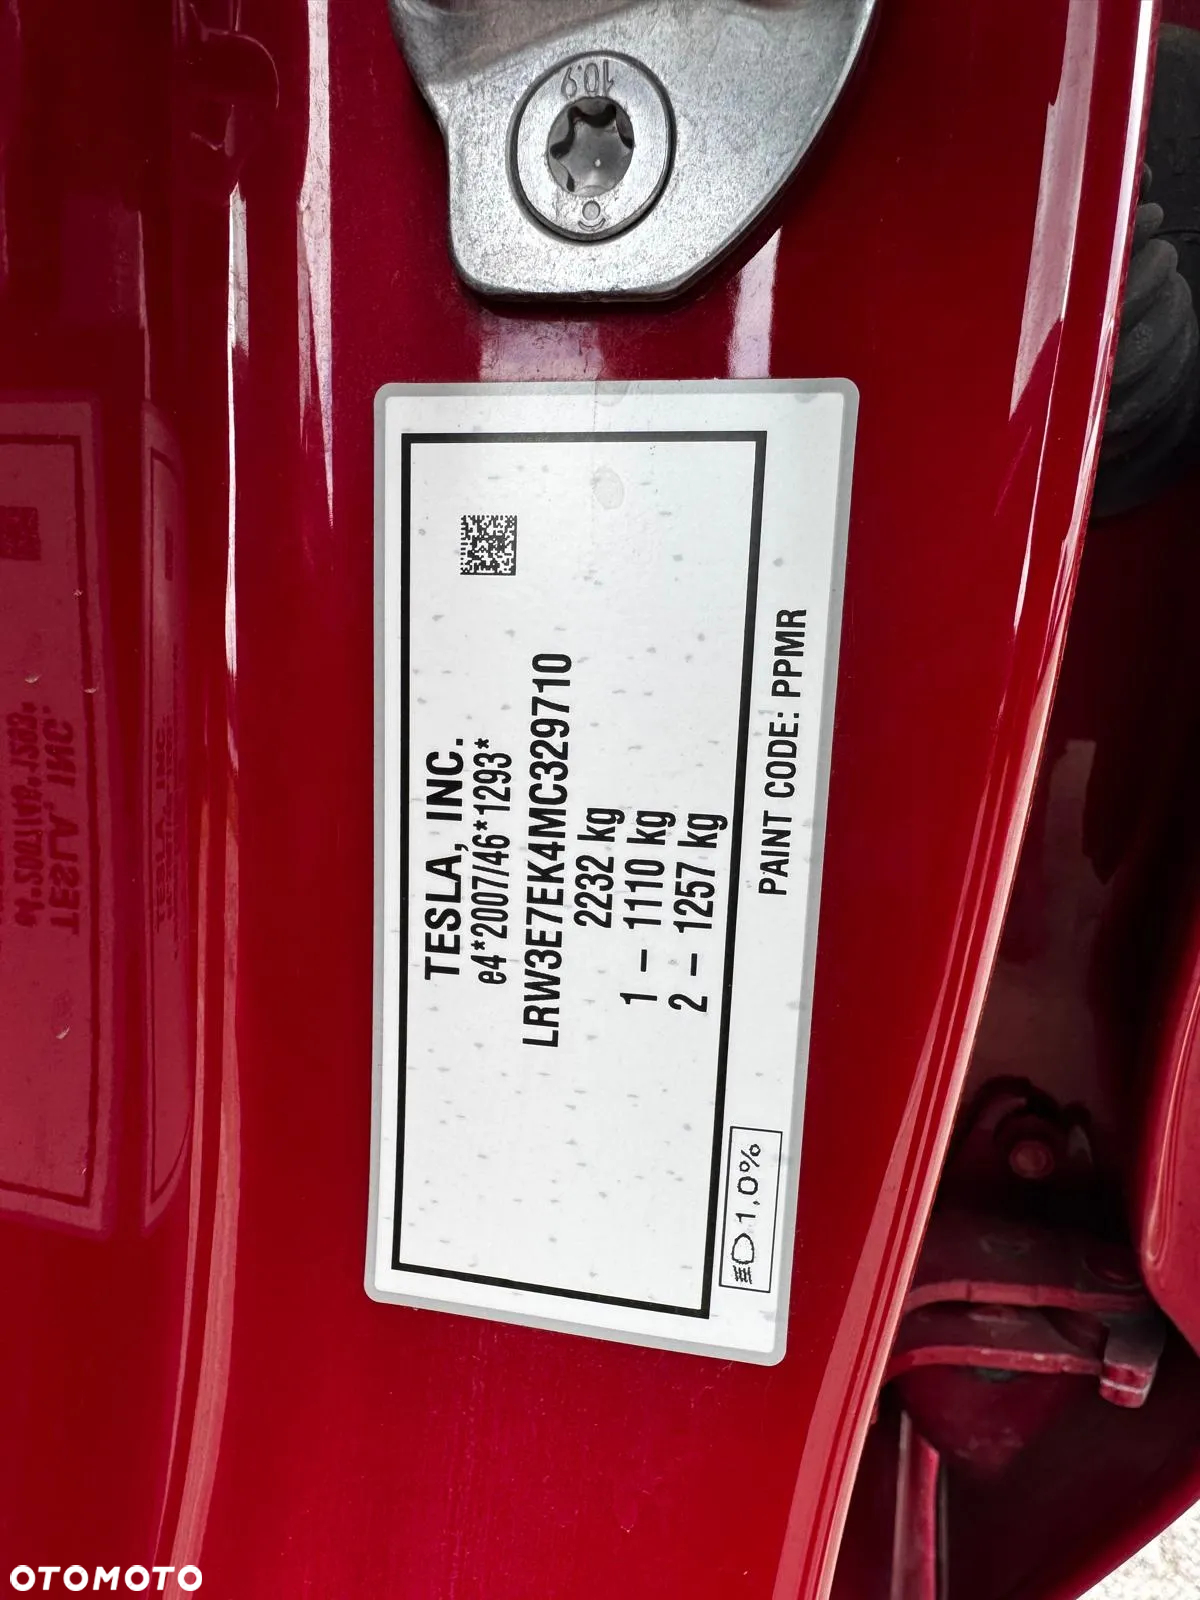 10.9
TESLA, INC.
e4*2007/46*1293*
LRW3E7EK4MC329710
2232 kg
1 – 1110 kg
2 – 1257 kg
PAINT CODE: PPMR
1,0%
OTOMOTO